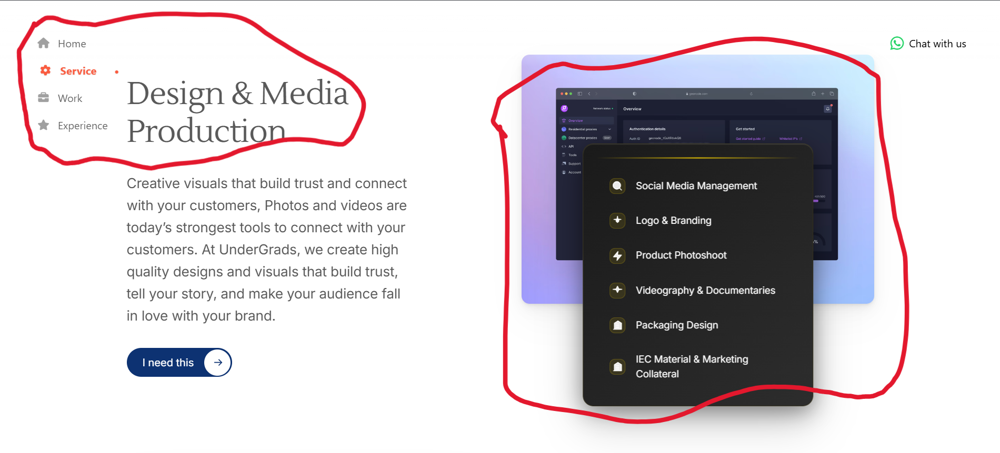 Home
Service
Work
Experience
Design & Media
Production
Creative visuals that build trust and connect
with your customers, Photos and videos are
today’s strongest tools to connect with your
customers. At UnderGrads, we create high
quality designs and visuals that build trust,
tell your story, and make your audience fall
in love with your brand.
I need this
Chat with us
geonode.com
Network status
Overview
Overview
Residential proxies
Datacenter proxies
API
Tools
Support
Account
Authentication details
Auth ID
Get started
Get started guide
Whitelist IP's
Social Media Management
Logo & Branding
Product Photoshoot
Videography & Documentaries
Packaging Design
IEC Material & Marketing
Collateral